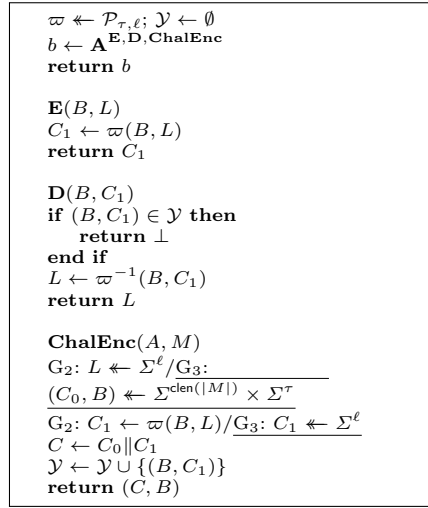 ϖ ↞ 𝒫_{τ,ℓ}; 𝒴 ← ∅
b ← A^{E,D,ChalEnc}
return b
E(B, L)
C₁ ← ϖ(B, L)
return C₁
D(B, C₁)
if (B, C₁) ∈ 𝒴 then
return ⊥
end if
L ← ϖ⁻¹(B, C₁)
return L
ChalEnc(A, M)
G₂: L ↞ Σ^ℓ/G₃:
(C₀, B) ↞ Σ^{clen(|M|)} × Σ^τ
G₂: C₁ ← ϖ(B, L)/G₃: C₁ ↞ Σ^ℓ
C ← C₀‖C₁
𝒴 ← 𝒴 ∪ {(B, C₁)}
return (C, B)